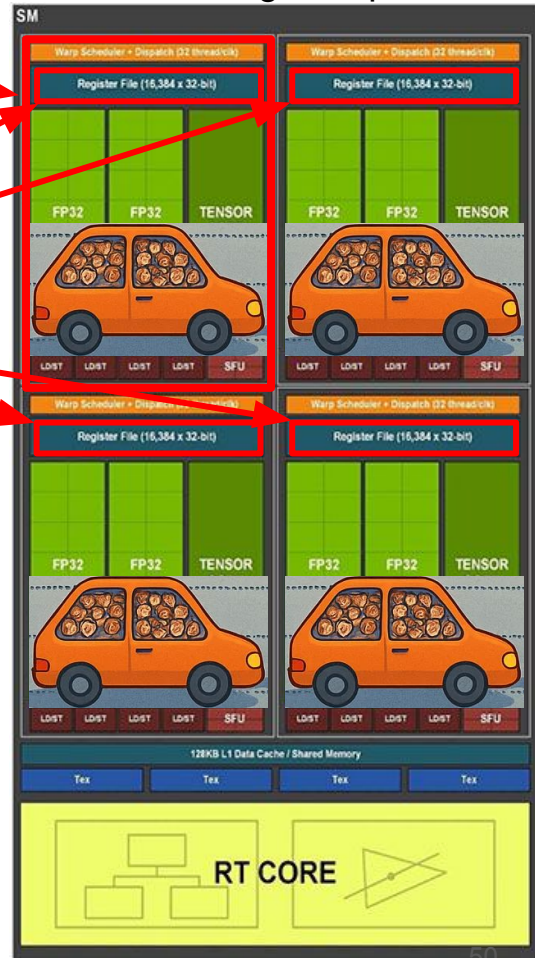 SM
Warp Scheduler + Dispatch (32 thread/clk)
Register File (16,384 x 32-bit)
FP32 FP32 TENSOR
LD/ST LD/ST LD/ST LD/ST SFU
Warp Scheduler + Dispatch (32 thread/clk)
Register File (16,384 x 32-bit)
FP32 FP32 TENSOR
LD/ST LD/ST LD/ST LD/ST SFU
Warp Scheduler + Dispatch (32 thread/clk)
Register File (16,384 x 32-bit)
FP32 FP32 TENSOR
LD/ST LD/ST LD/ST LD/ST SFU
Warp Scheduler + Dispatch (32 thread/clk)
Register File (16,384 x 32-bit)
FP32 FP32 TENSOR
LD/ST LD/ST LD/ST LD/ST SFU
128KB L1 Data Cache / Shared Memory
Tex Tex Tex Tex
RT CORE
50